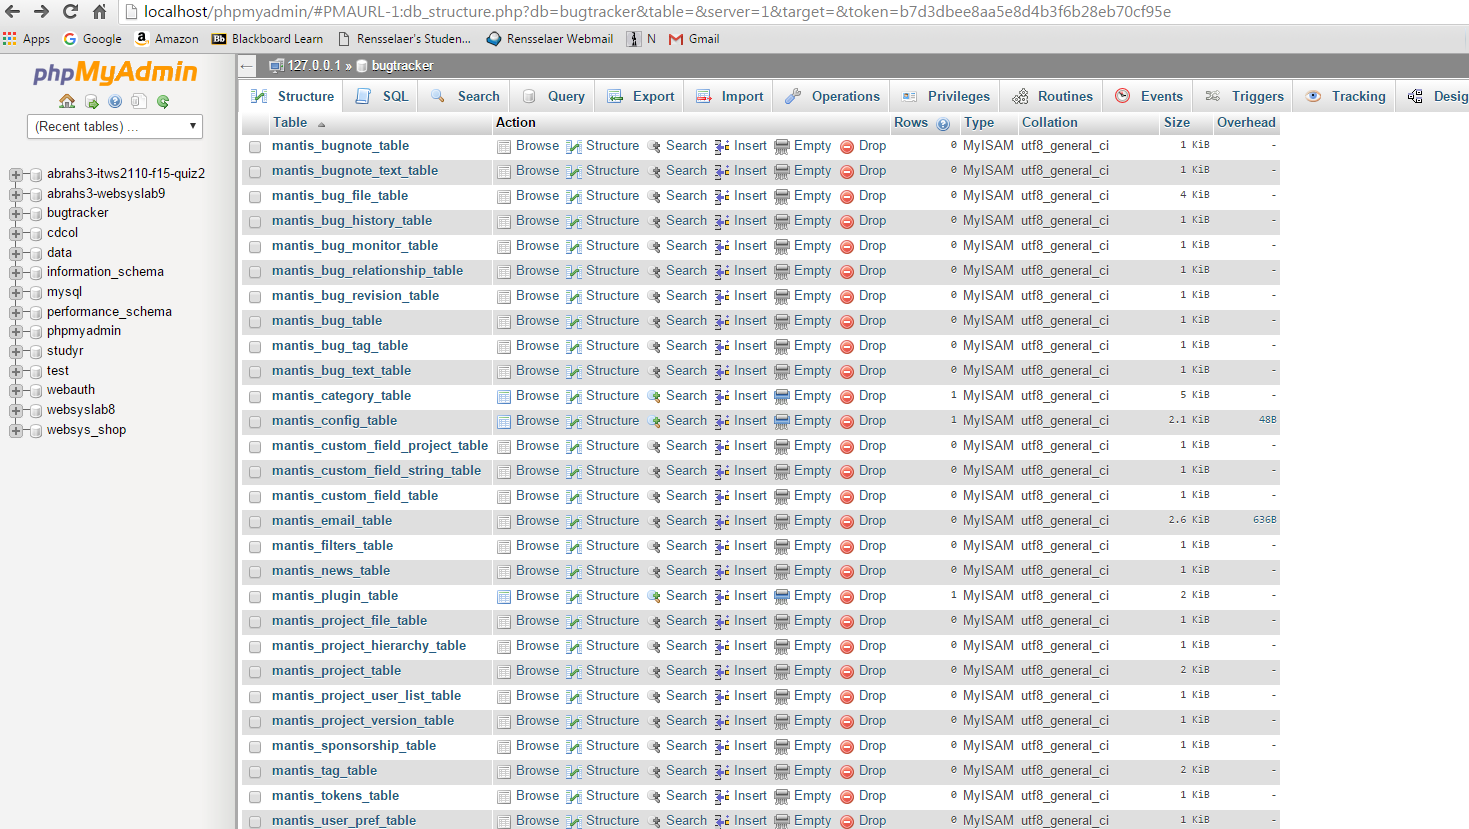 localhost/phpmyadmin/#PMAURL-1:db_structure.php?db=bugtracker&table=&server=1&target=&token=b7d3dbee8aa5e8d4b3f6b28eb70cf95e
Apps Google Amazon Bb Blackboard Learn Rensselaer's Studen... Rensselaer Webmail N Gmail
phpMyAdmin
(Recent tables) ...
abrahs3-itws2110-f15-quiz2
abrahs3-websyslab9
bugtracker
cdcol
data
information_schema
mysql
performance_schema
phpmyadmin
studyr
test
webauth
websyslab8
websys_shop
127.0.0.1 » bugtracker
Structure SQL Search Query Export Import Operations Privileges Routines Events Triggers Tracking Desig
Table Action Rows Type Collation Size Overhead
mantis_bugnote_table Browse Structure Search Insert Empty Drop 0 MyISAM utf8_general_ci 1 KiB -
mantis_bugnote_text_table Browse Structure Search Insert Empty Drop 0 MyISAM utf8_general_ci 1 KiB -
mantis_bug_file_table Browse Structure Search Insert Empty Drop 0 MyISAM utf8_general_ci 4 KiB -
mantis_bug_history_table Browse Structure Search Insert Empty Drop 0 MyISAM utf8_general_ci 1 KiB -
mantis_bug_monitor_table Browse Structure Search Insert Empty Drop 0 MyISAM utf8_general_ci 1 KiB -
mantis_bug_relationship_table Browse Structure Search Insert Empty Drop 0 MyISAM utf8_general_ci 1 KiB -
mantis_bug_revision_table Browse Structure Search Insert Empty Drop 0 MyISAM utf8_general_ci 1 KiB -
mantis_bug_table Browse Structure Search Insert Empty Drop 0 MyISAM utf8_general_ci 1 KiB -
mantis_bug_tag_table Browse Structure Search Insert Empty Drop 0 MyISAM utf8_general_ci 1 KiB -
mantis_bug_text_table Browse Structure Search Insert Empty Drop 0 MyISAM utf8_general_ci 1 KiB -
mantis_category_table Browse Structure Search Insert Empty Drop 1 MyISAM utf8_general_ci 5 KiB -
mantis_config_table Browse Structure Search Insert Empty Drop 1 MyISAM utf8_general_ci 2.1 KiB 48B
mantis_custom_field_project_table Browse Structure Search Insert Empty Drop 0 MyISAM utf8_general_ci 1 KiB -
mantis_custom_field_string_table Browse Structure Search Insert Empty Drop 0 MyISAM utf8_general_ci 1 KiB -
mantis_custom_field_table Browse Structure Search Insert Empty Drop 0 MyISAM utf8_general_ci 1 KiB -
mantis_email_table Browse Structure Search Insert Empty Drop 0 MyISAM utf8_general_ci 2.6 KiB 636B
mantis_filters_table Browse Structure Search Insert Empty Drop 0 MyISAM utf8_general_ci 1 KiB -
mantis_news_table Browse Structure Search Insert Empty Drop 0 MyISAM utf8_general_ci 1 KiB -
mantis_plugin_table Browse Structure Search Insert Empty Drop 1 MyISAM utf8_general_ci 2 KiB -
mantis_project_file_table Browse Structure Search Insert Empty Drop 0 MyISAM utf8_general_ci 1 KiB -
mantis_project_hierarchy_table Browse Structure Search Insert Empty Drop 0 MyISAM utf8_general_ci 1 KiB -
mantis_project_table Browse Structure Search Insert Empty Drop 0 MyISAM utf8_general_ci 2 KiB -
mantis_project_user_list_table Browse Structure Search Insert Empty Drop 0 MyISAM utf8_general_ci 1 KiB -
mantis_project_version_table Browse Structure Search Insert Empty Drop 0 MyISAM utf8_general_ci 1 KiB -
mantis_sponsorship_table Browse Structure Search Insert Empty Drop 0 MyISAM utf8_general_ci 1 KiB -
mantis_tag_table Browse Structure Search Insert Empty Drop 0 MyISAM utf8_general_ci 2 KiB -
mantis_tokens_table Browse Structure Search Insert Empty Drop 0 MyISAM utf8_general_ci 1 KiB -
mantis_user_pref_table Browse Structure Search Insert Empty Drop 0 MyISAM utf8_general_ci 1 KiB -